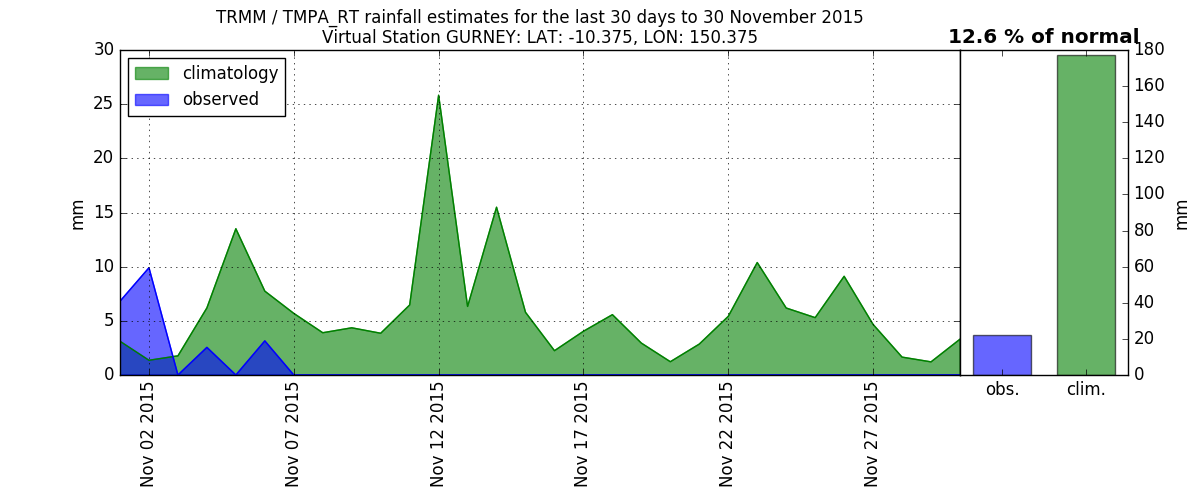 TRMM / TMPA_RT rainfall estimates for the last 30 days to 30 November 2015
Virtual Station GURNEY: LAT: -10.375, LON: 150.375
12.6 % of normal
climatology
observed
30
25
20
15
10
5
0
mm
Nov 02 2015
Nov 07 2015
Nov 12 2015
Nov 17 2015
Nov 22 2015
Nov 27 2015
180
160
140
120
100
80
60
40
20
0
mm
obs.
clim.